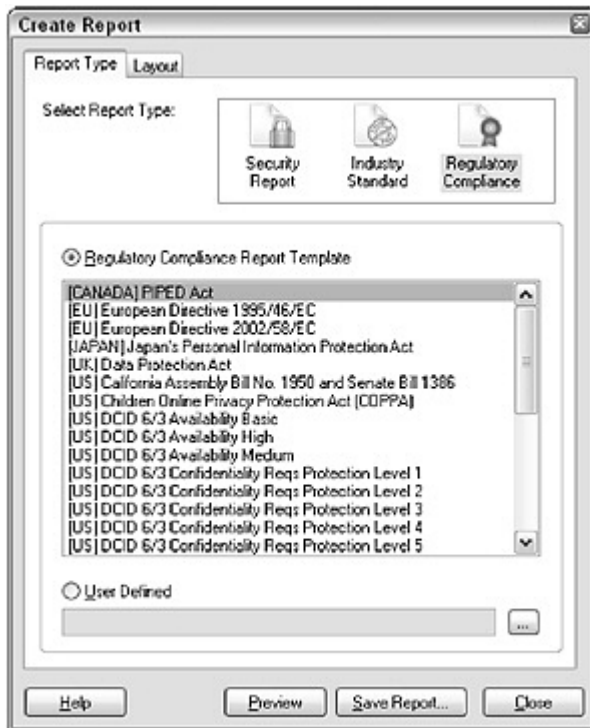 Create Report
Report Type
Layout
Select Report Type:
Security Report
Industry Standard
Regulatory Compliance
Regulatory Compliance Report Template
[CANADA] PIPED Act
[EU] European Directive 1995/46/EC
[EU] European Directive 2002/58/EC
[JAPAN] Japan's Personal Information Protection Act
[UK] Data Protection Act
[US] California Assembly Bill No. 1950 and Senate Bill 1386
[US] Children Online Privacy Protection Act (COPPA)
[US] DCID 6/3 Availability Basic
[US] DCID 6/3 Availability High
[US] DCID 6/3 Availability Medium
[US] DCID 6/3 Confidentiality Reqs Protection Level 1
[US] DCID 6/3 Confidentiality Reqs Protection Level 2
[US] DCID 6/3 Confidentiality Reqs Protection Level 3
[US] DCID 6/3 Confidentiality Reqs Protection Level 4
[US] DCID 6/3 Confidentiality Reqs Protection Level 5
User Defined
...
Help
Preview
Save Report...
Close